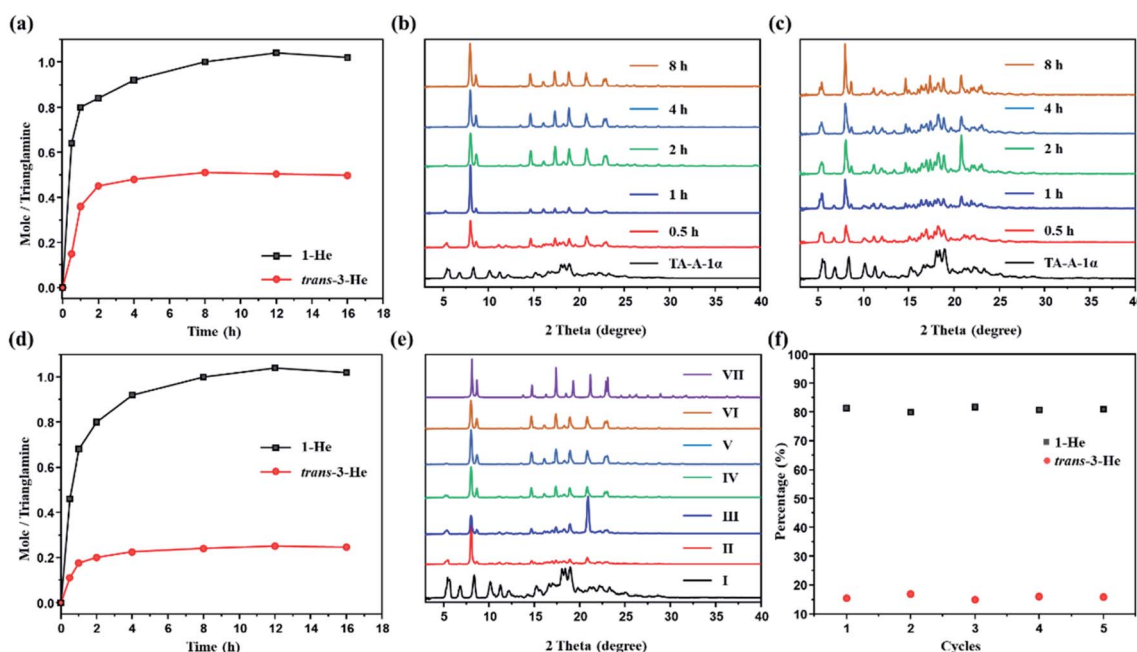 (a)
1.0
0.8
0.6
0.4
0.2
0.0
Mole / Trianglamine
1-He
trans-3-He
0 2 4 6 8 10 12 14 16 18
Time (h)
(b)
8 h
4 h
2 h
1 h
0.5 h
TA-A-1α
5 10 15 20 25 30 35 40
2 Theta (degree)
(c)
8 h
4 h
2 h
1 h
0.5 h
TA-A-1α
5 10 15 20 25 30 35 40
2 Theta (degree)
(d)
1.0
0.8
0.6
0.4
0.2
0.0
Mole / Trianglamine
1-He
trans-3-He
0 2 4 6 8 10 12 14 16 18
Time (h)
(e)
VII
VI
V
IV
III
II
I
5 10 15 20 25 30 35 40
2 Theta (degree)
(f)
100
90
80
70
60
50
40
30
20
10
Percentage (%)
1-He
trans-3-He
1 2 3 4 5
Cycles